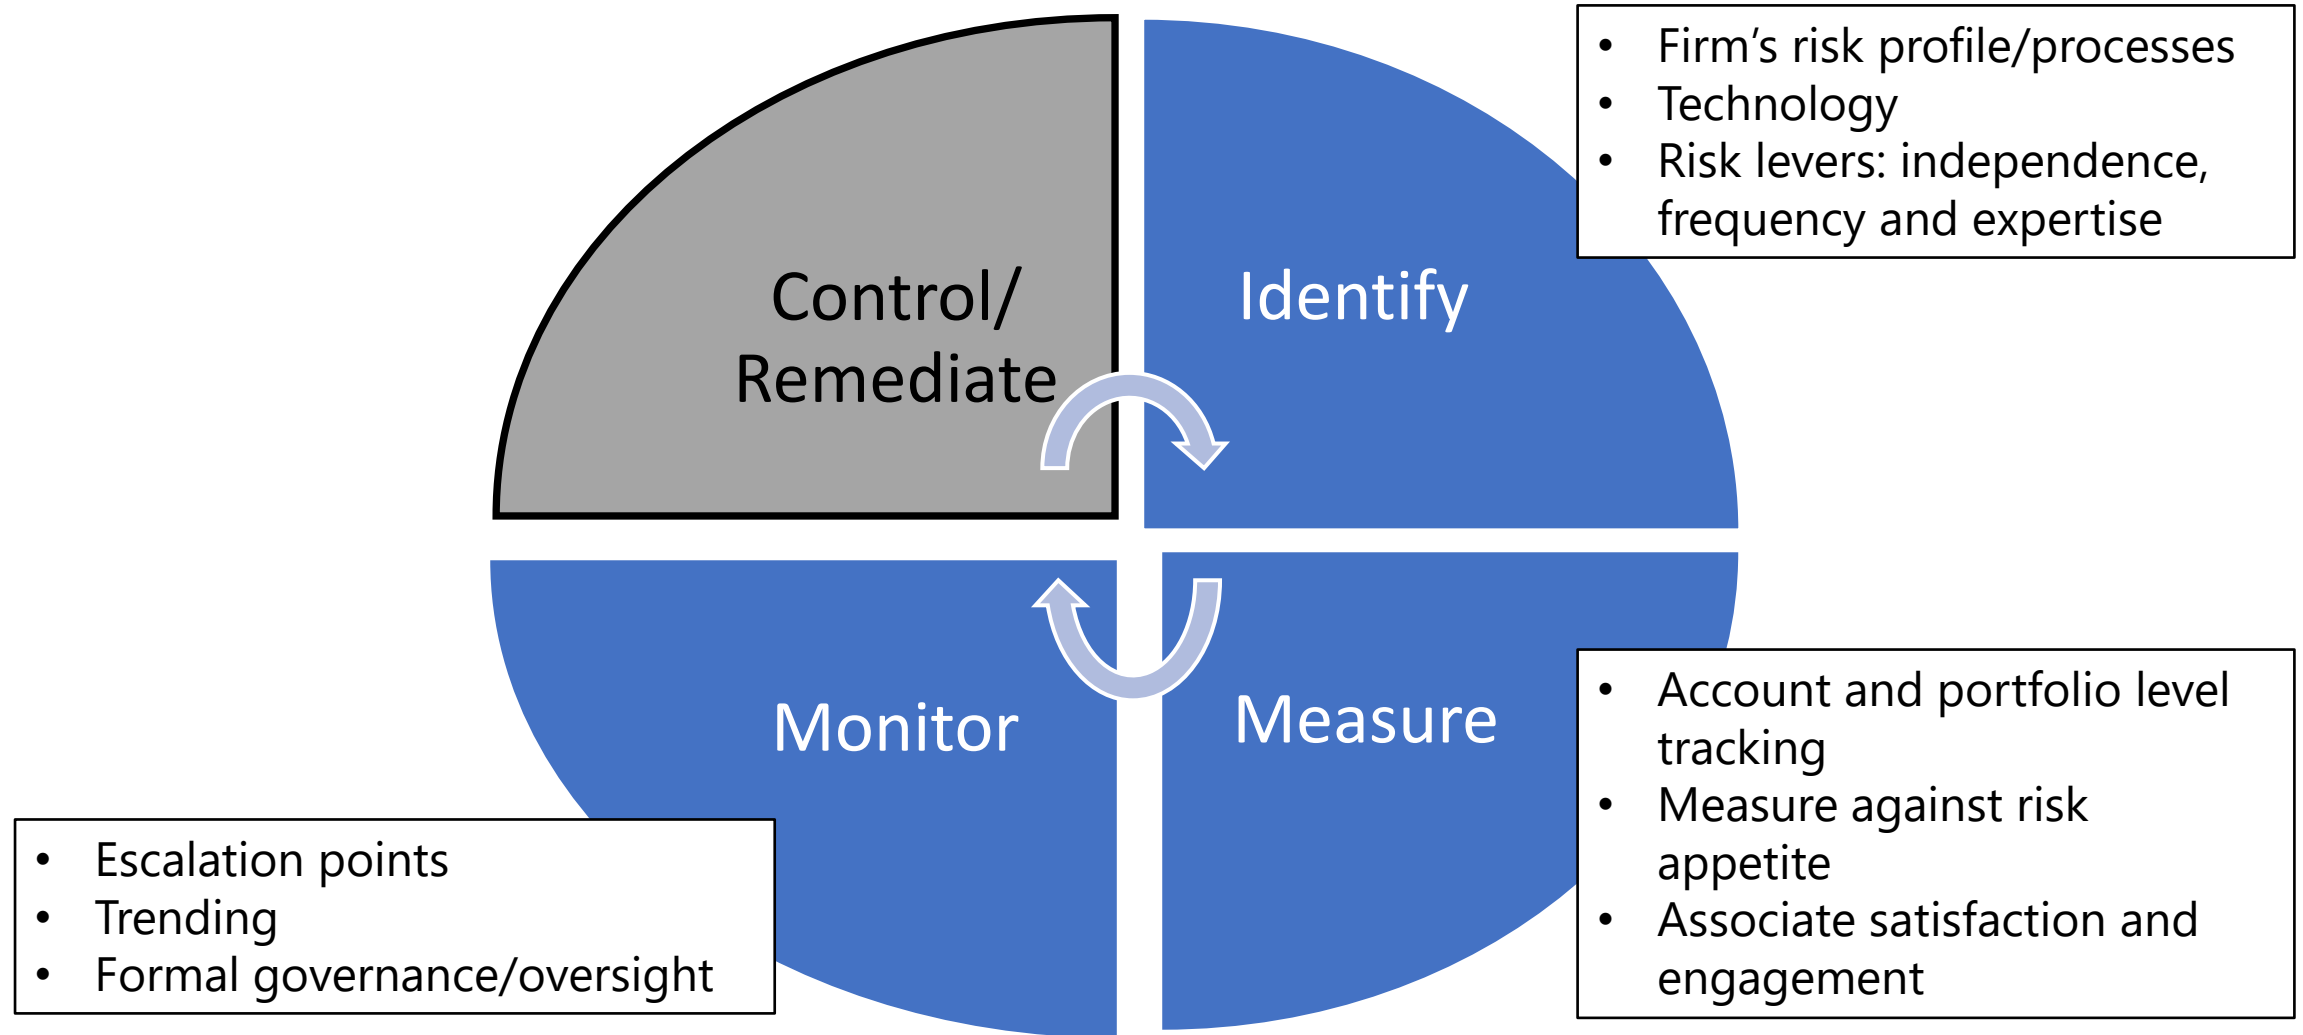 Control/
Remediate
Identify
• Firm’s risk profile/processes
• Technology
• Risk levers: independence,
frequency and expertise
Monitor
Measure
• Escalation points
• Trending
• Formal governance/oversight
• Account and portfolio level
tracking
• Measure against risk
appetite
• Associate satisfaction and
engagement